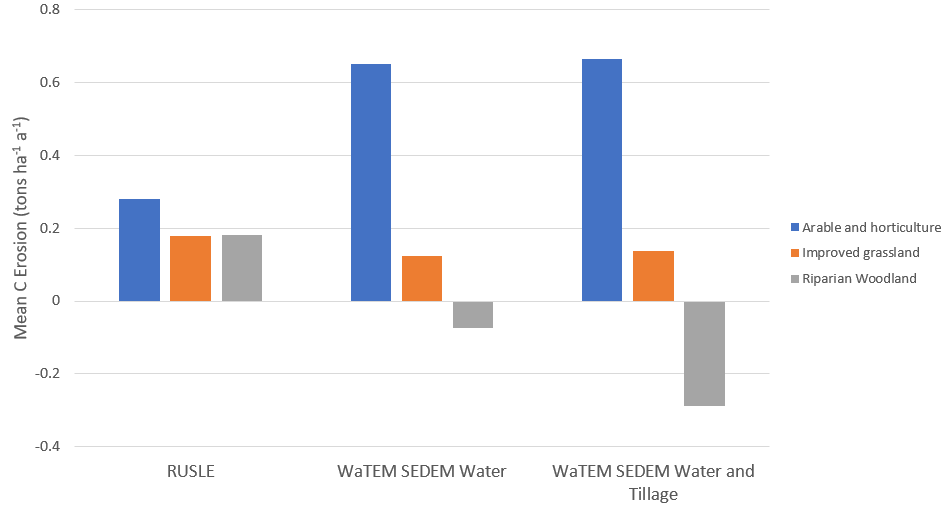 0.8
0.6
0.4
0.2
0
-0.2
-0.4
Mean C Erosion (tons ha⁻¹ a⁻¹)
RUSLE
WaTEM SEDEM Water
WaTEM SEDEM Water and
Tillage
Arable and horticulture
Improved grassland
Riparian Woodland